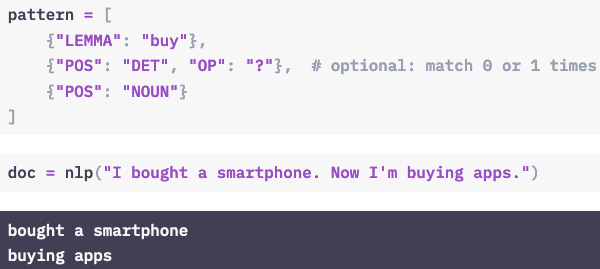 pattern = [
    {"LEMMA": "buy"},
    {"POS": "DET", "OP": "?"},  # optional: match 0 or 1 times
    {"POS": "NOUN"}
]
doc = nlp("I bought a smartphone. Now I'm buying apps.")
bought a smartphone
buying apps